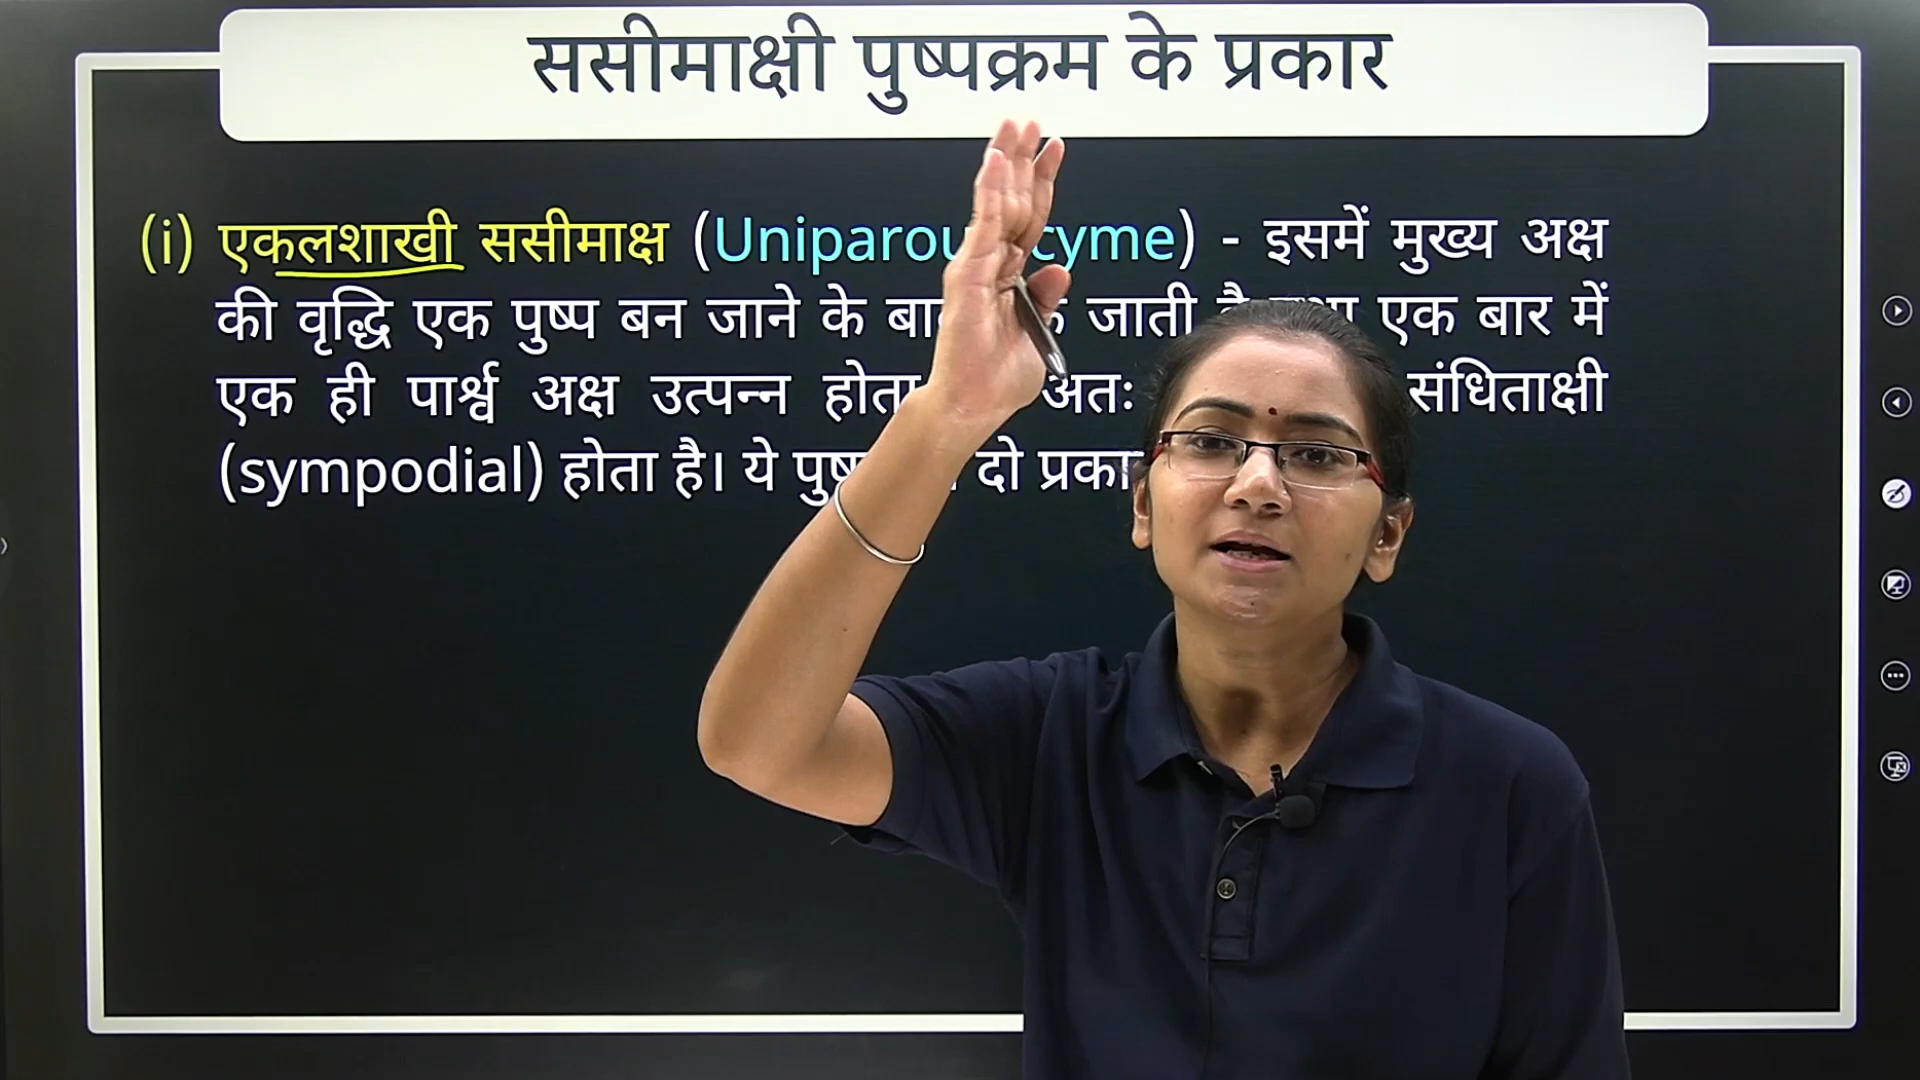 ससीमाक्षी पुष्पक्रम के प्रकार
(i) एकलशाखी ससीमाक्ष (Uniparou cyme) - इसमें मुख्य अक्ष
की वृद्धि एक पुष्प बन जाने के जाती एक बार में
एक ही पार्श्व अक्ष उत्पन्न अतः संधिताक्षी
(sympodial) होता है। ये दो